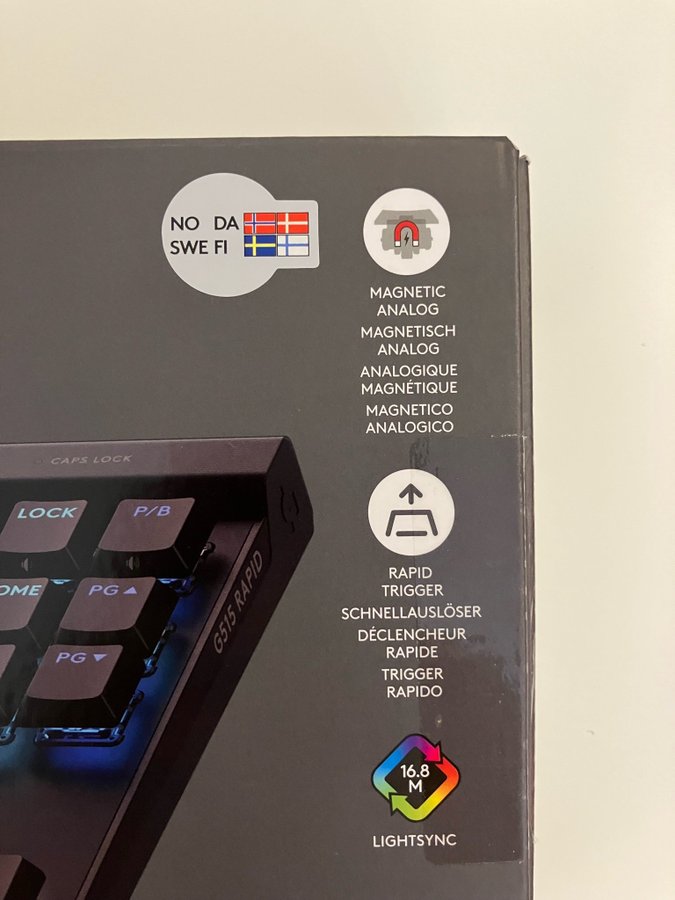 NO DA
SWE FI
MAGNETIC
ANALOG
MAGNETISCH
ANALOG
ANALOGIQUE
MAGNÉTIQUE
MAGNETICO
ANALOGICO
CAPS LOCK
LOCK
P/B
OME
PG▲
PG▼
G515 RAPID
RAPID
TRIGGER
SCHNELLAUSLÖSER
DÉCLENCHEUR
RAPIDE
TRIGGER
RAPIDO
16.8
M
LIGHTSYNC